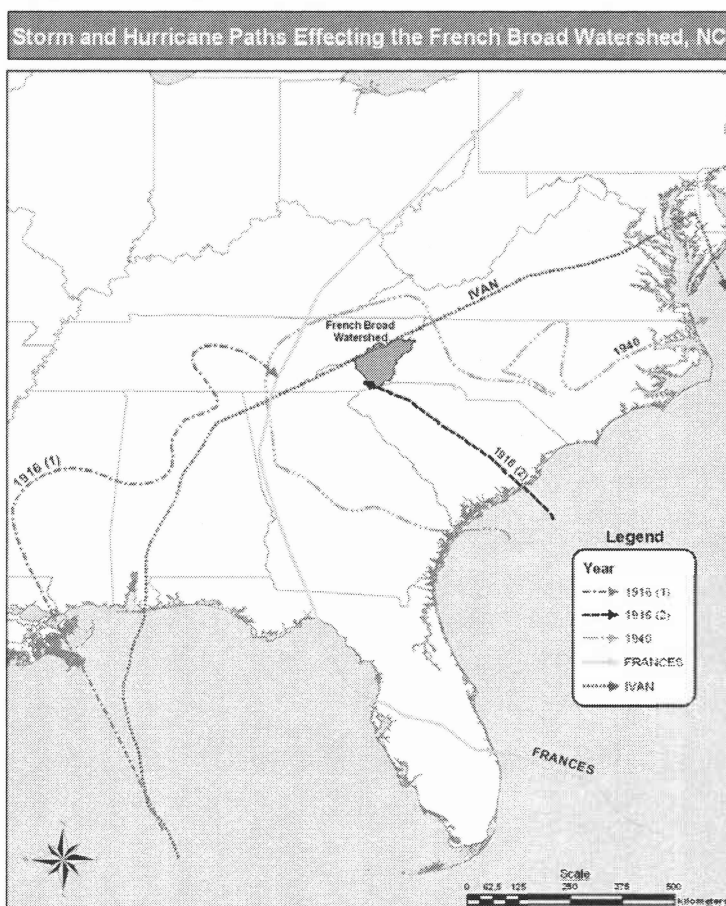 Storm and Hurricane Paths Effecting the French Broad Watershed, NC
IVAN
French Broad
Watershed
1940
1916 (1)
1916 (2)
Legend
Year
1916 (1)
1916 (2)
1940
FRANCES
IVAN
FRANCES
Scale
0 62.5 125 250 375 500
Kilometers